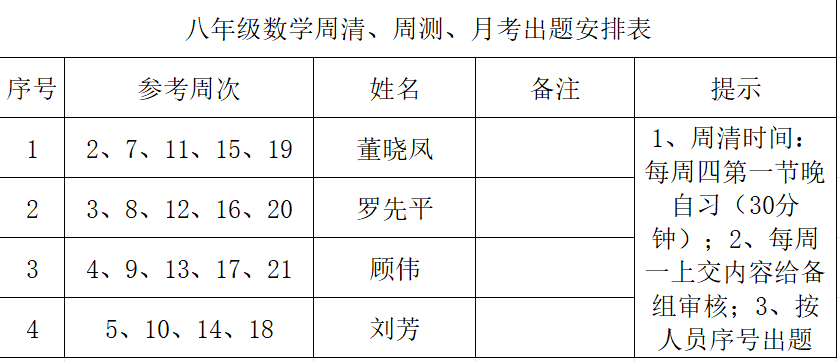 八年级数学周清、周测、月考出题安排表
序号 参考周次 姓名 备注 提示
1 2、7、11、15、19 董晓凤
2 3、8、12、16、20 罗先平
3 4、9、13、17、21 顾伟
4 5、10、14、18 刘芳
1、周清时间：
每周四第一节晚
自习（30分
钟）；2、每周
一上交内容给备
组审核；3、按
人员序号出题